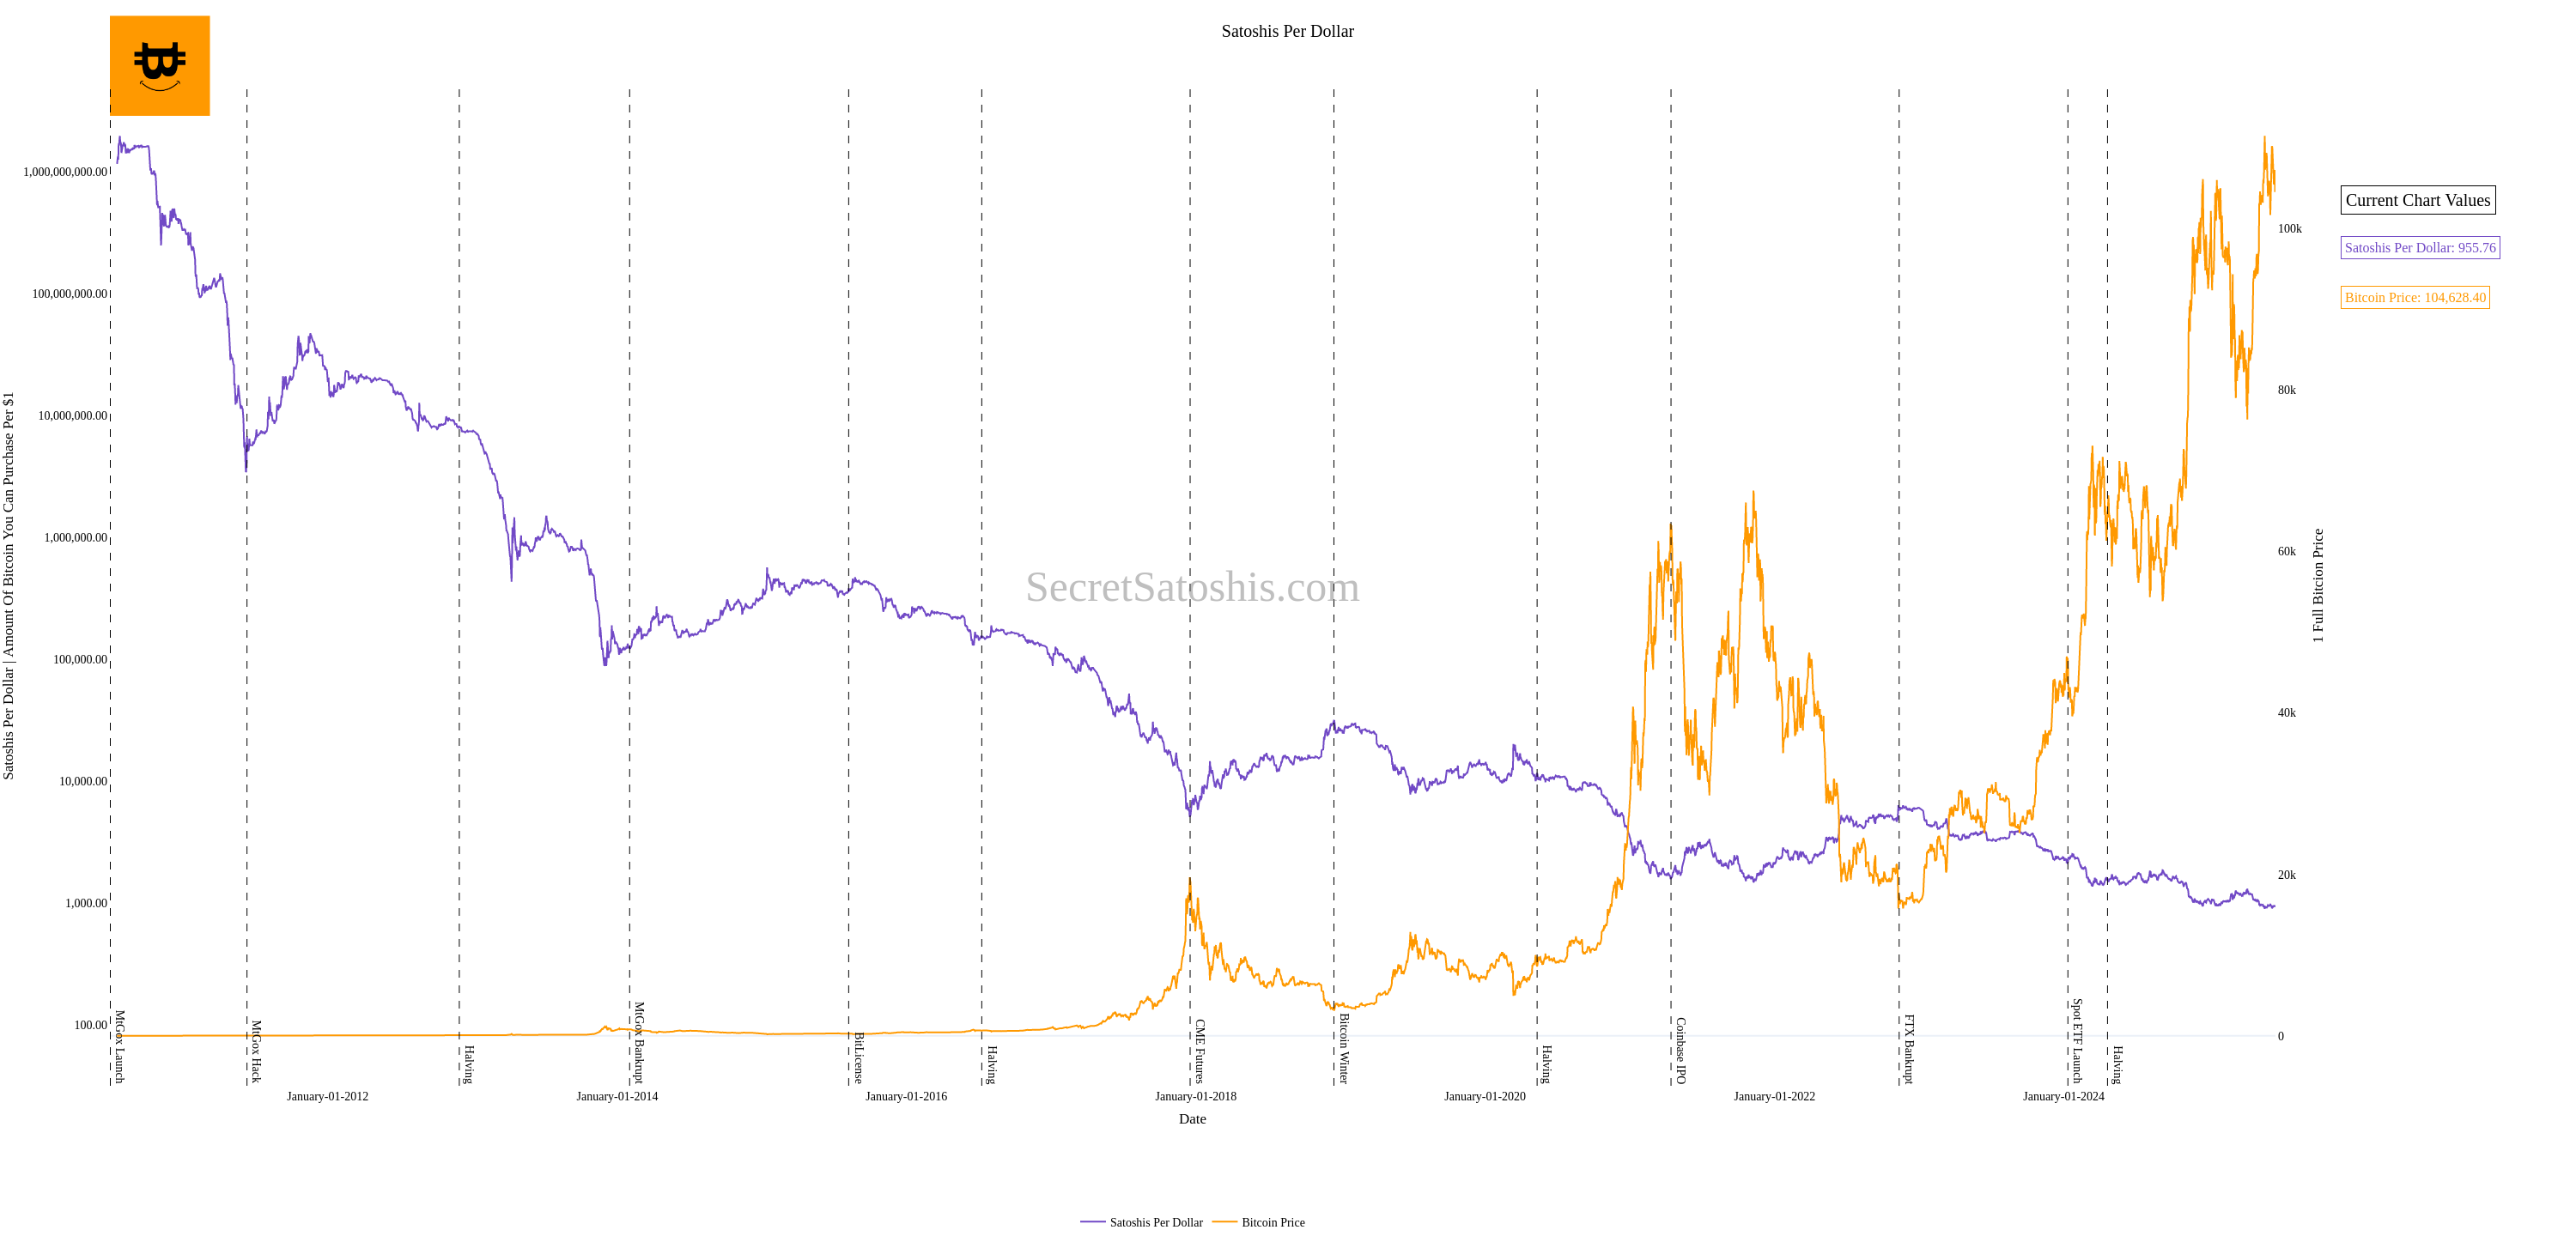 Satoshis Per Dollar
Satoshis Per Dollar | Amount Of Bitcoin You Can Purchase Per $1
1,000,000,000.00
100,000,000.00
10,000,000.00
1,000,000.00
100,000.00
10,000.00
1,000.00
100.00
SecretSatoshis.com
MtGox Launch
MtGox Hack
Halving
MtGox Bankrupt
BitLicense
Halving
CME Futures
Bitcoin Winter
Halving
Coinbase IPO
FTX Bankrupt
Spot ETF Launch
Halving
100k
80k
60k
40k
20k
0
1 Full Bitcion Price
Current Chart Values
Satoshis Per Dollar: 955.76
Bitcoin Price: 104,628.40
January-01-2012
January-01-2014
January-01-2016
January-01-2018
January-01-2020
January-01-2022
January-01-2024
Date
Satoshis Per Dollar
Bitcoin Price